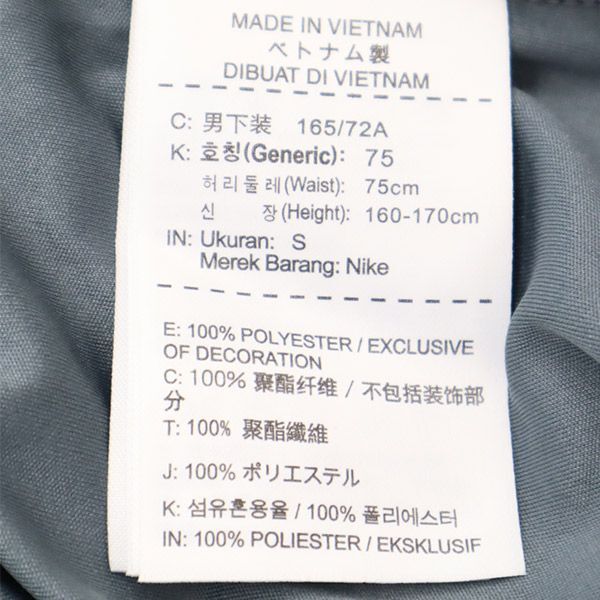 MADE IN VIETNAM
ベトナム製
DIBUAT DI VIETNAM
C: 男下装 165/72A
K: 호칭(Generic): 75
허리둘레(Waist): 75cm
신 장(Height): 160-170cm
IN: Ukuran: S
Merek Barang: Nike
E: 100% POLYESTER / EXCLUSIVE
OF DECORATION
C: 100% 聚酯纤维 / 不包括装饰部
分
T: 100% 聚酯纖維
J: 100% ポリエステル
K: 섬유혼용율 / 100% 폴리에스터
IN: 100% POLIESTER / EKSKLUSIF